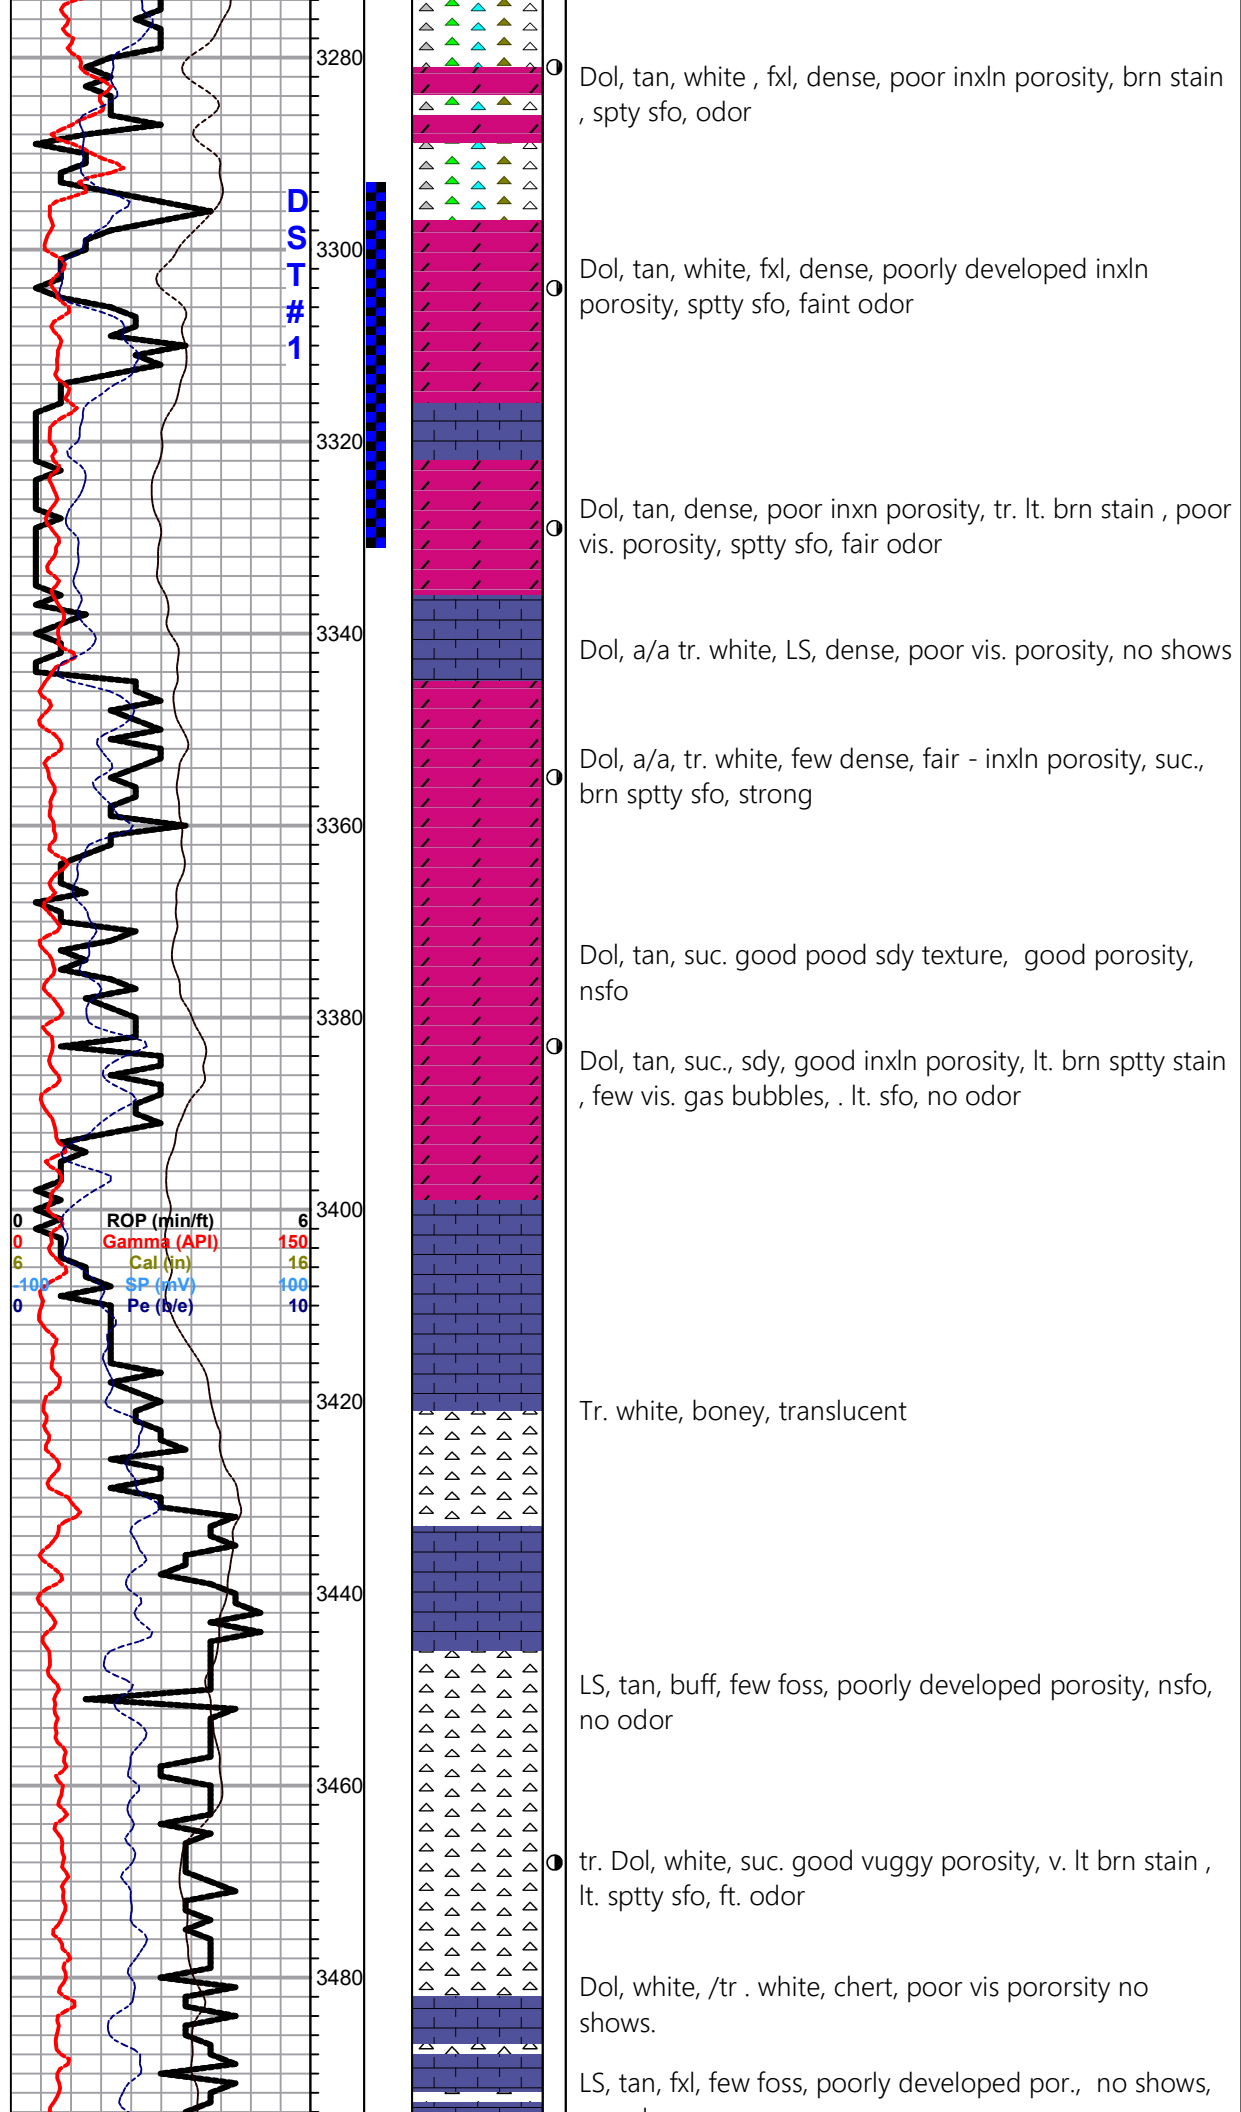 3280
Dol, tan, white , fxl, dense, poor inxln porosity, brn stain
, spty sfo, odor
D
S
T
#
1
3300
Dol, tan, white, fxl, dense, poorly developed inxln
porosity, sptty sfo, faint odor
3320
Dol, tan, dense, poor inxn porosity, tr. lt. brn stain , poor
vis. porosity, sptty sfo, fair odor
3340
Dol, a/a tr. white, LS, dense, poor vis. porosity, no shows
Dol, a/a, tr. white, few dense, fair - inxln porosity, suc.,
brn sptty sfo, strong
3360
Dol, tan, suc. good pood sdy texture,  good porosity,
nsfo
3380
Dol, tan, suc., sdy, good inxln porosity, lt. brn sptty stain
, few vis. gas bubbles, . lt. sfo, no odor
3400
0 ROP (min/ft) 6
0 Gamma (API) 150
6 Cal (in) 16
-100 SP (mV) 100
0 Pe (b/e) 10
3420
Tr. white, boney, translucent
3440
LS, tan, buff, few foss, poorly developed porosity, nsfo,
no odor
3460
tr. Dol, white, suc. good vuggy porosity, v. lt brn stain ,
lt. sptty sfo, ft. odor
3480
Dol, white, /tr . white, chert, poor vis pororsity no
shows.
LS, tan, fxl, few foss, poorly developed por.,  no shows,